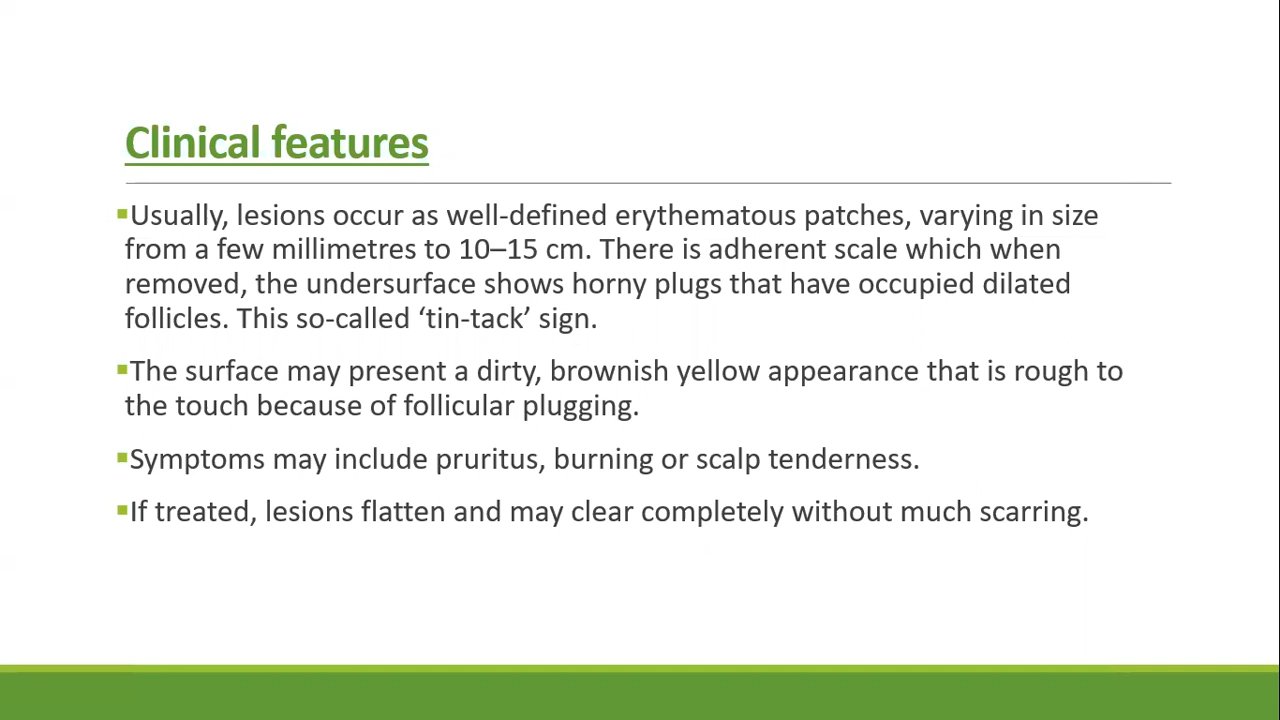 Clinical features
▪Usually, lesions occur as well-defined erythematous patches, varying in size
from a few millimetres to 10–15 cm. There is adherent scale which when
removed, the undersurface shows horny plugs that have occupied dilated
follicles. This so-called ‘tin-tack’ sign.
▪The surface may present a dirty, brownish yellow appearance that is rough to
the touch because of follicular plugging.
▪Symptoms may include pruritus, burning or scalp tenderness.
▪If treated, lesions flatten and may clear completely without much scarring.